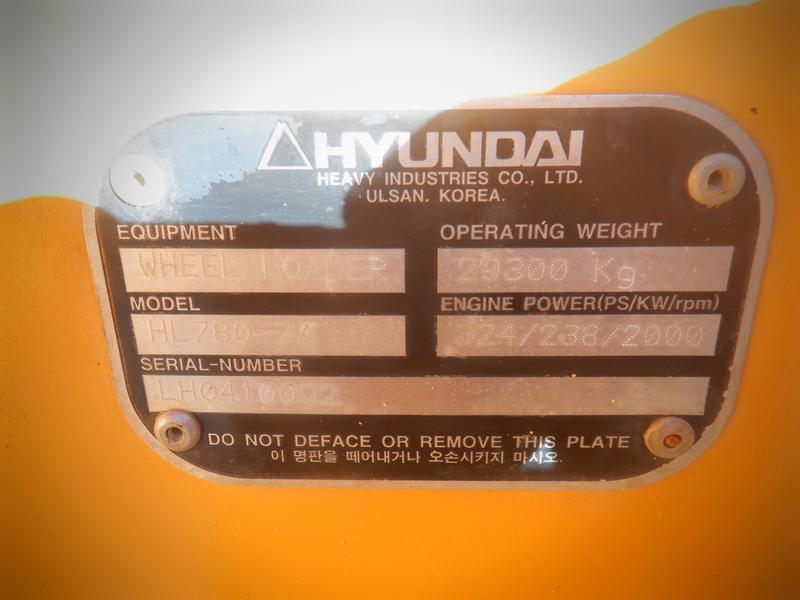 HYUNDAI
HEAVY INDUSTRIES CO., LTD.
ULSAN. KOREA.
EQUIPMENT
OPERATING WEIGHT
WHEEL LOADER
29300 Kg
MODEL
ENGINE POWER(PS/KW/rpm)
HL780-7A
324/238/2000
SERIAL-NUMBER
LH0410092
DO NOT DEFACE OR REMOVE THIS PLATE
이 명판을 떼어내거나 오손시키지 마시오.